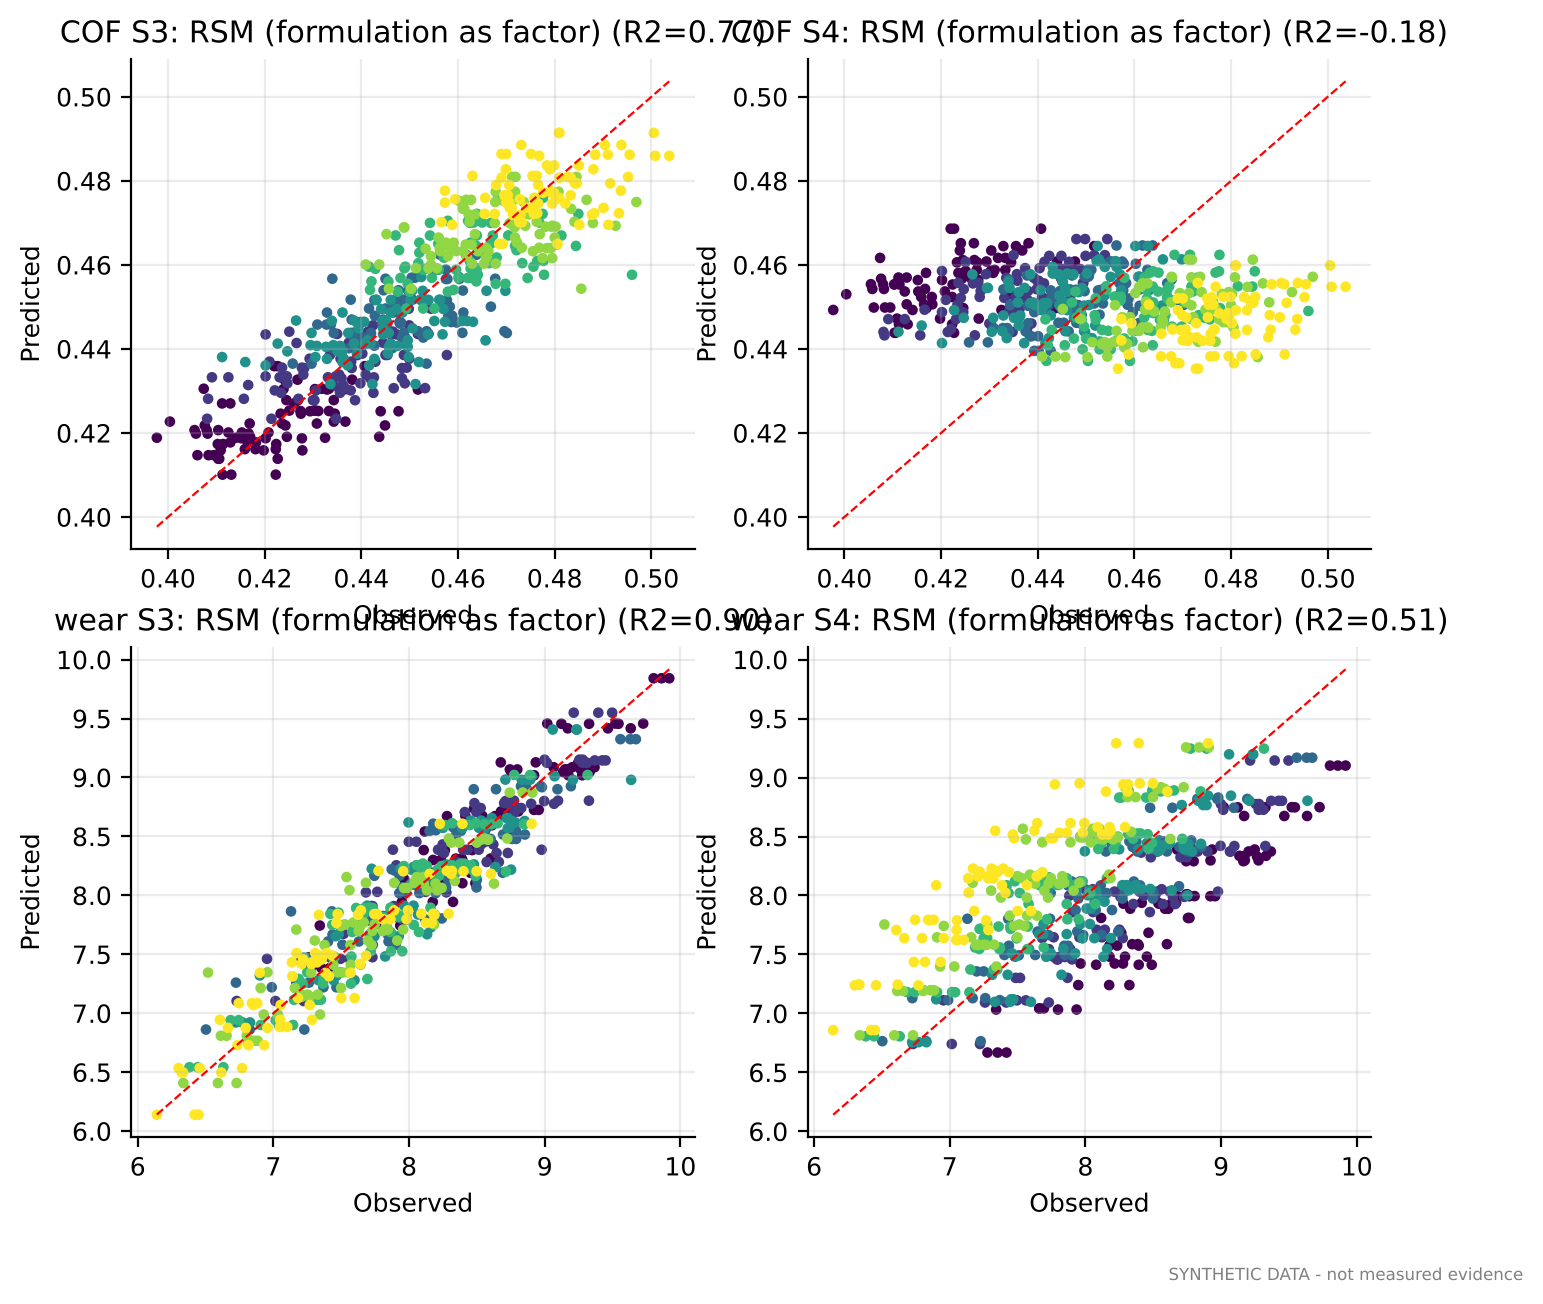 COF S3: RSM (formulation as factor) (R2=0.77)
COF S4: RSM (formulation as factor) (R2=-0.18)
Predicted
0.50
0.48
0.46
0.44
0.42
0.40
0.40 0.42 0.44 0.46 0.48 0.50
Observed
Predicted
0.50
0.48
0.46
0.44
0.42
0.40
0.40 0.42 0.44 0.46 0.48 0.50
Observed
wear S3: RSM (formulation as factor) (R2=0.90)
wear S4: RSM (formulation as factor) (R2=0.51)
Predicted
10.0
9.5
9.0
8.5
8.0
7.5
7.0
6.5
6.0
6 7 8 9 10
Observed
Predicted
10.0
9.5
9.0
8.5
8.0
7.5
7.0
6.5
6.0
6 7 8 9 10
Observed
SYNTHETIC DATA - not measured evidence